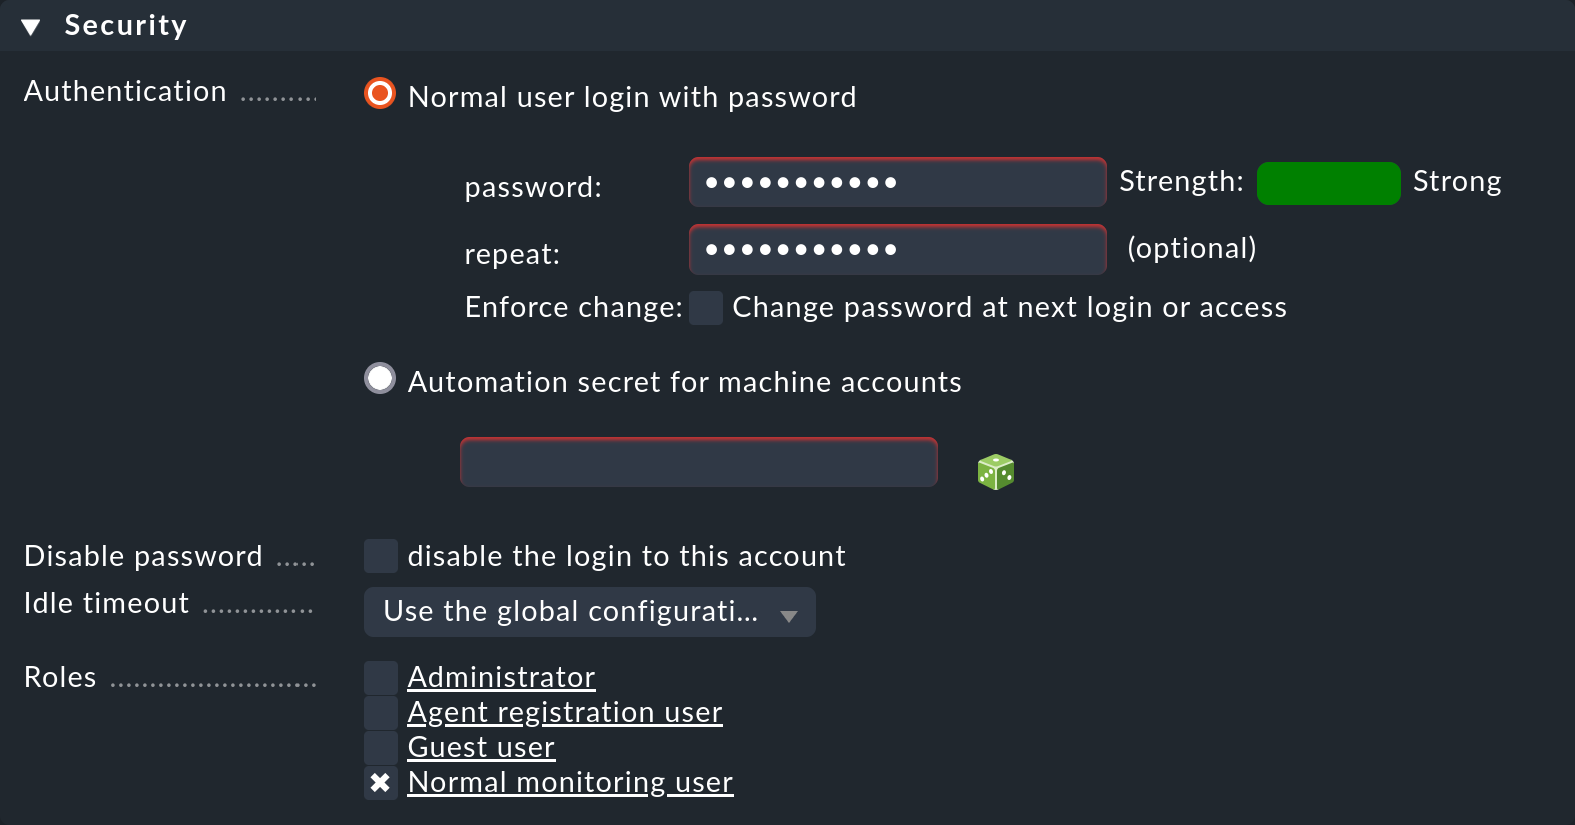 Security
Authentication .......... Normal user login with password
password: ●●●●●●●●●●● Strength: Strong
repeat: ●●●●●●●●●●● (optional)
Enforce change: Change password at next login or access
Automation secret for machine accounts
Disable password ..... disable the login to this account
Idle timeout .............. Use the global configurati...
Roles .......................... Administrator
Agent registration user
Guest user
Normal monitoring user